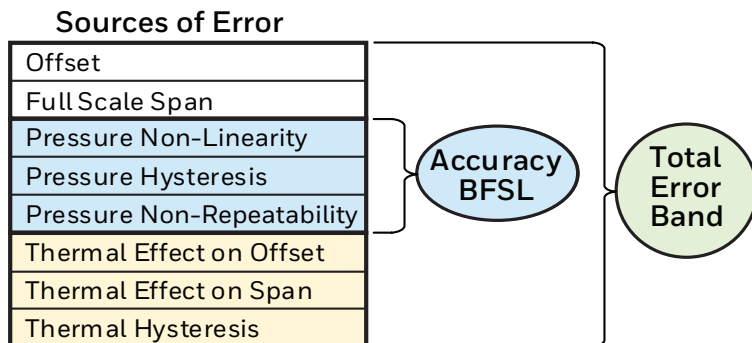 Sources of Error
Offset
Full Scale Span
Pressure Non-Linearity
Pressure Hysteresis
Pressure Non-Repeatability
Thermal Effect on Offset
Thermal Effect on Span
Thermal Hysteresis
Accuracy
BFSL
Total
Error
Band